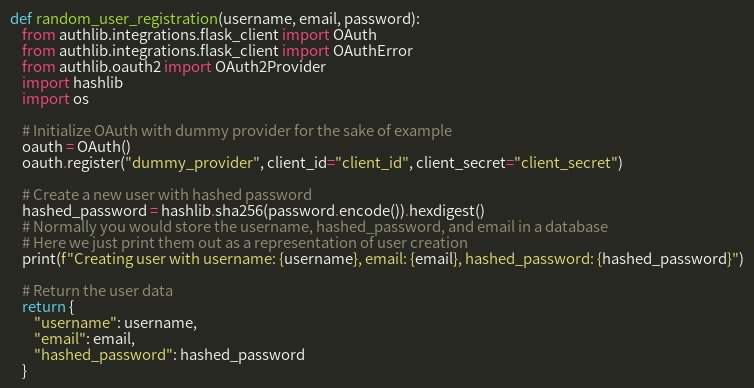 def random_user_registration(username, email, password):
    from authlib.integrations.flask_client import OAuth
    from authlib.integrations.flask_client import OAuthError
    from authlib.oauth2 import OAuth2Provider
    import hashlib
    import os

    # Initialize OAuth with dummy provider for the sake of example
    oauth = OAuth()
    oauth.register("dummy_provider", client_id="client_id", client_secret="client_secret")

    # Create a new user with hashed password
    hashed_password = hashlib.sha256(password.encode()).hexdigest()
    # Normally you would store the username, hashed_password, and email in a database
    # Here we just print them out as a representation of user creation
    print(f"Creating user with username: {username}, email: {email}, hashed_password: {hashed_password}")

    # Return the user data
    return {
        "username": username,
        "email": email,
        "hashed_password": hashed_password
    }